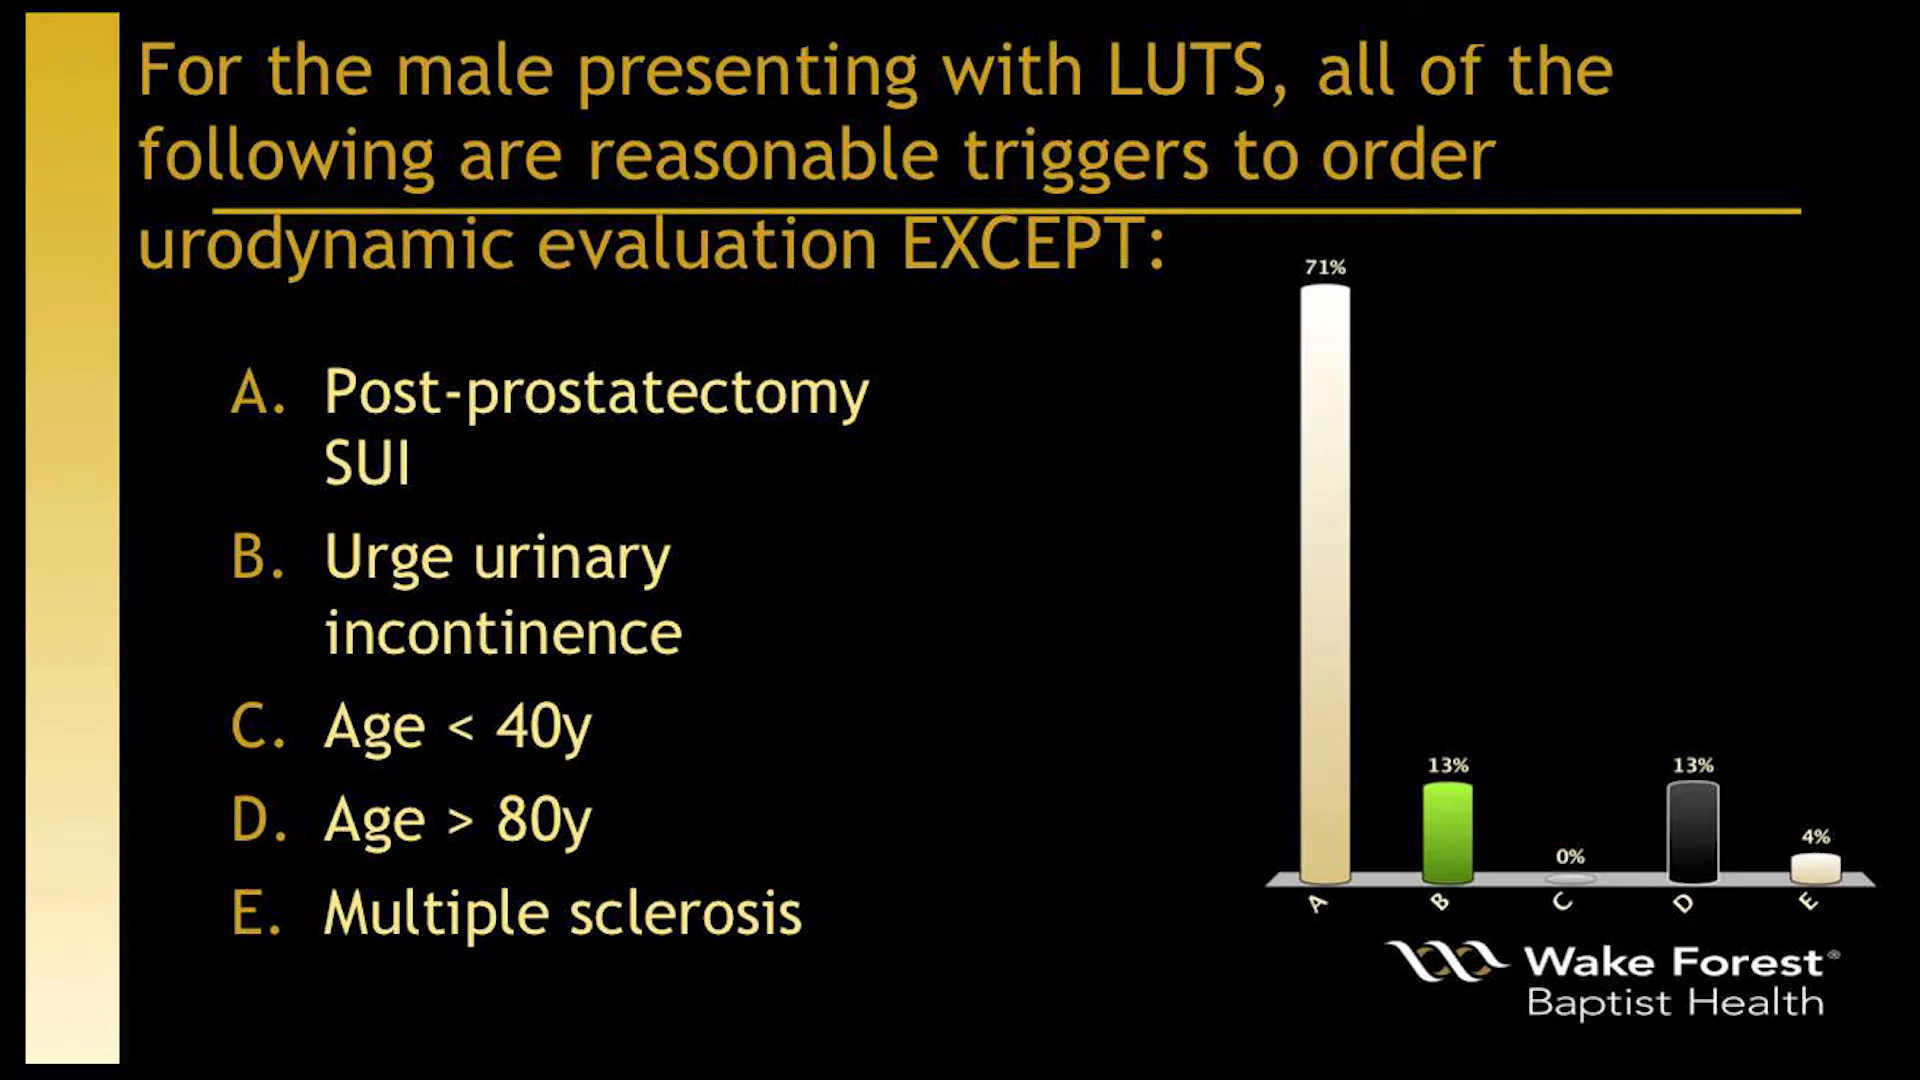 For the male presenting with LUTS, all of the
following are reasonable triggers to order
urodynamic evaluation EXCEPT:
A. Post-prostatectomy
SUI
B. Urge urinary
incontinence
C. Age < 40y
D. Age > 80y
E. Multiple sclerosis
71%
13%
0%
13%
4%
A
B
C
D
E
Wake Forest®
Baptist Health